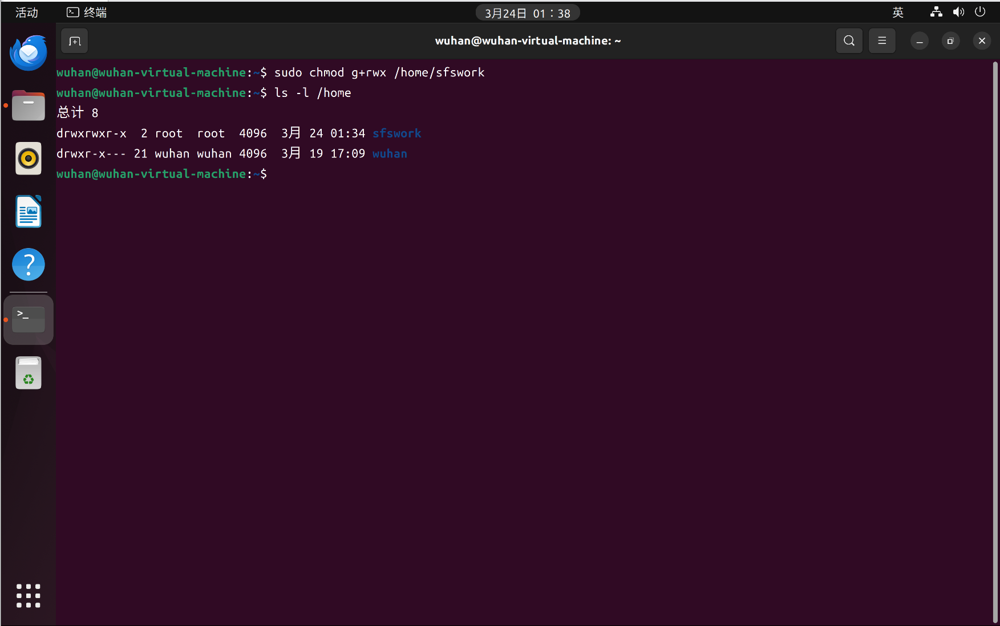 活动 终端 3月24日 01：38 英
wuhan@wuhan-virtual-machine: ~
wuhan@wuhan-virtual-machine:~$ sudo chmod g+rwx /home/sfswork
wuhan@wuhan-virtual-machine:~$ ls -l /home
总计 8
drwxrwxr-x  2 root  root  4096  3月 24 01:34 sfswork
drwxr-x--- 21 wuhan wuhan 4096  3月 19 17:09 wuhan
wuhan@wuhan-virtual-machine:~$